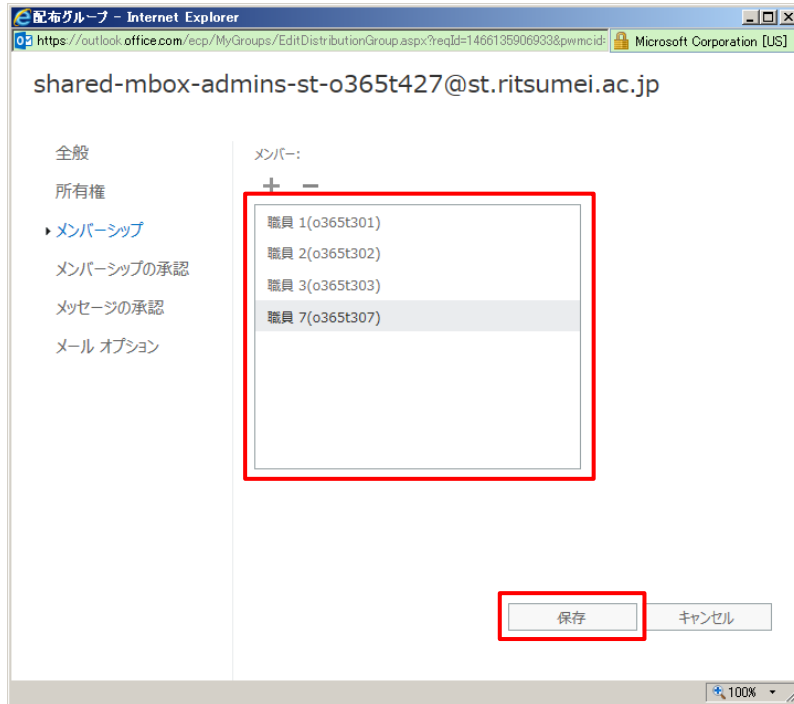 配布グループ - Internet Explorer
https://outlook.office.com/ecp/MyGroups/EditDistributionGroup.aspx?reqId=1466135906933&pwmcid= Microsoft Corporation [US]
shared-mbox-admins-st-o365t427@st.ritsumei.ac.jp
全般
所有権
メンバーシップ
メンバーシップの承認
メッセージの承認
メール オプション
メンバー:
職員 1(o365t301)
職員 2(o365t302)
職員 3(o365t303)
職員 7(o365t307)
保存
キャンセル
100%